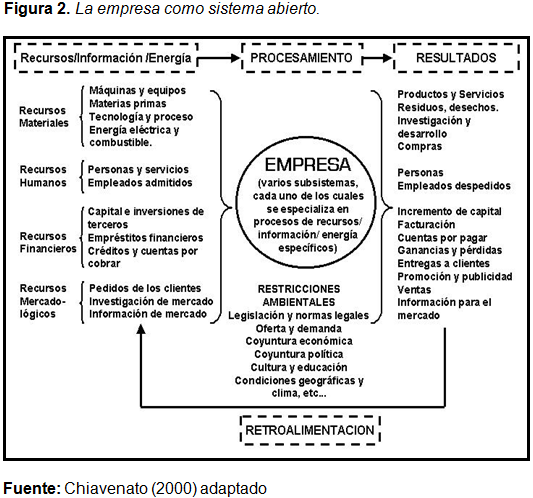 Figura 2. La empresa como sistema abierto.
Recursos/Información /Energía
PROCESAMIENTO
RESULTADOS
Recursos
Materiales
Máquinas y equipos
Materias primas
Tecnología y proceso
Energía eléctrica y
combustible.
Recursos
Humanos
Personas y servicios
Empleados admitidos
Recursos
Financieros
Capital e inversiones de
terceros
Empréstitos financieros
Créditos y cuentas por
cobrar
Recursos
Mercado-
lógicos
Pedidos de los clientes
Investigación de mercado
Información de mercado
EMPRESA
(varios subsistemas,
cada uno de los cuales
se especializa en
procesos de recursos/
información/ energía
específicos)
RESTRICCIONES
AMBIENTALES
Legislación y normas legales
Oferta y demanda
Coyuntura económica
Coyuntura política
Cultura y educación
Condiciones geográficas y
clima, etc...
Productos y Servicios
Residuos, desechos.
Investigación y
desarrollo
Compras
Personas
Empleados despedidos
Incremento de capital
Facturación
Cuentas por pagar
Ganancias y pérdidas
Entregas a clientes
Promoción y publicidad
Ventas
Información para el
mercado
RETROALIMENTACION
Fuente: Chiavenato (2000) adaptado